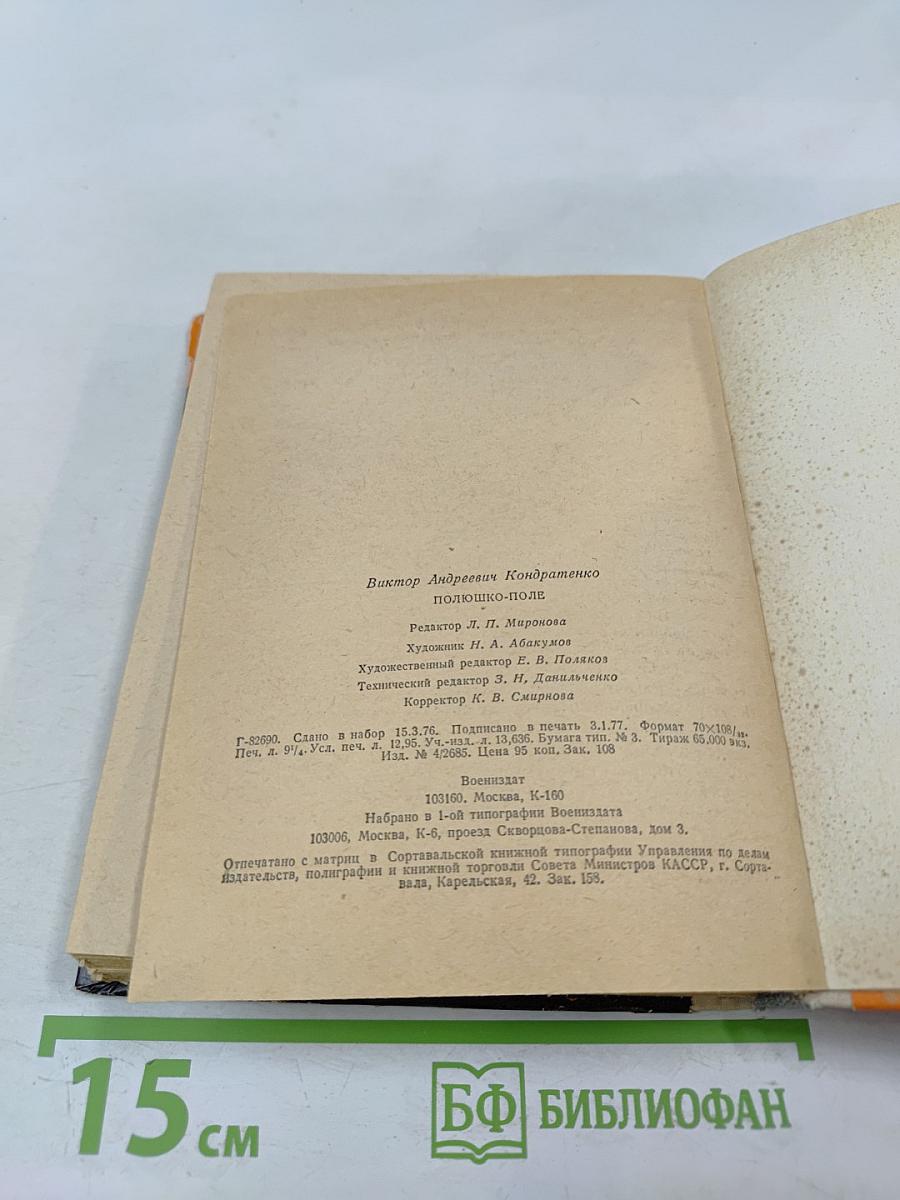 Виктор Андреевич Кондратенко
ПОЛЮШКО-ПОЛЕ
Редактор Л. П. Миронова
Художник Н. А. Абакумов
Художественный редактор Е. В. Поляков
Технический редактор З. Н. Данильченко
Корректор К. В. Смирнова
Г-82690. Сдано в набор 15.3.76. Подписано в печать 3.1.77. Формат 70×108/₃₂.
Печ. л. 9¹/₄. Усл. печ. л. 12,95. Уч.-изд. л. 13,636. Бумага тип. № 3. Тираж 65.000 экз.
Изд. № 4/2685. Цена 95 коп. Зак. 108
Воениздат
103160. Москва, К-160
Набрано в 1-ой типографии Воениздата
103006, Москва, К-6, проезд Скворцова-Степанова, дом 3.
Отпечатано с матриц в Сортавальской книжной типографии Управления по делам
издательств, полиграфии и книжной торговли Совета Министров КАССР, г. Сорта-
вала, Карельская, 42. Зак. 158.
15 см
БФ БИБЛИОФАН